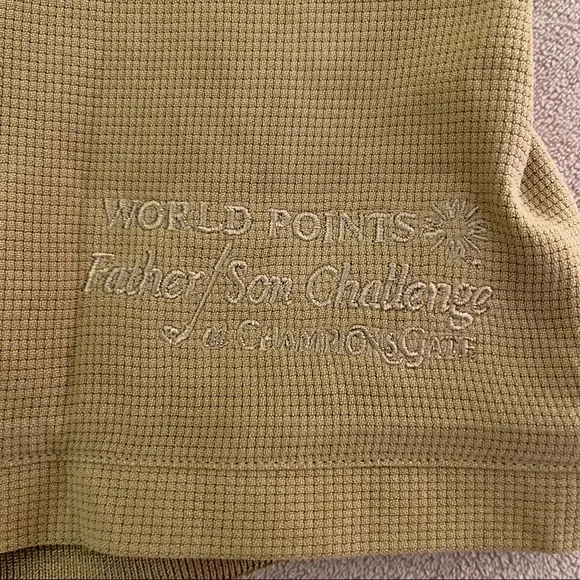 WORLD POINTS
Father/Son Challenge
at CHAMPIONSGATE